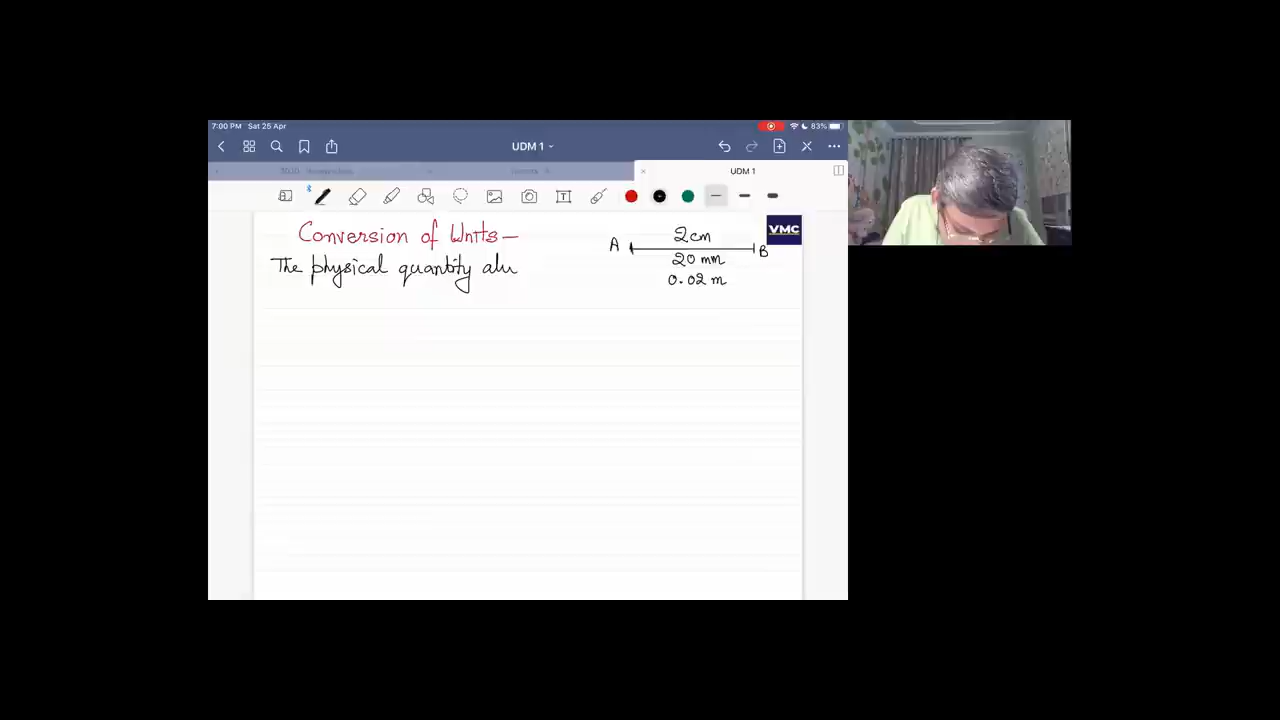 7:00 PM Sat 25 Apr
83%
UDM 1
UDM 1
T
Conversion of Units—
VMC
A 2cm B
20 mm
0.02 m
The physical quantity alw